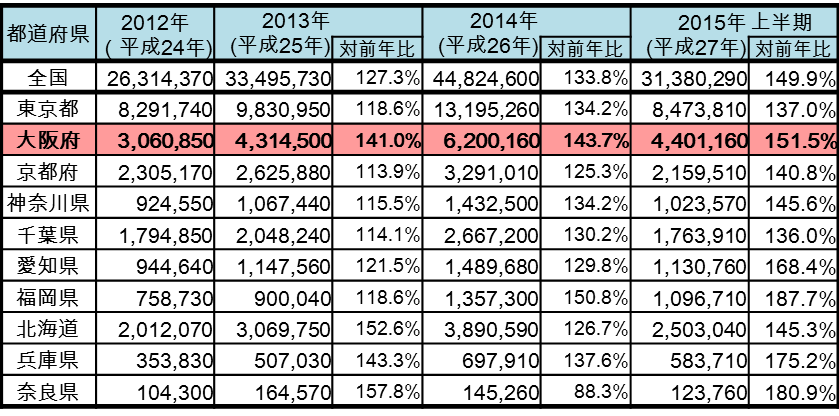 都道府県 2012年 (平成24年) 2013年 (平成25年) 対前年比 2014年 (平成26年) 対前年比 2015年 上半期 (平成27年) 対前年比
全国 26,314,370 33,495,730 127.3% 44,824,600 133.8% 31,380,290 149.9%
東京都 8,291,740 9,830,950 118.6% 13,195,260 134.2% 8,473,810 137.0%
大阪府 3,060,850 4,314,500 141.0% 6,200,160 143.7% 4,401,160 151.5%
京都府 2,305,170 2,625,880 113.9% 3,291,010 125.3% 2,159,510 140.8%
神奈川県 924,550 1,067,440 115.5% 1,432,500 134.2% 1,023,570 145.6%
千葉県 1,794,850 2,048,240 114.1% 2,667,200 130.2% 1,763,910 136.0%
愛知県 944,640 1,147,560 121.5% 1,489,680 129.8% 1,130,760 168.4%
福岡県 758,730 900,040 118.6% 1,357,300 150.8% 1,096,710 187.7%
北海道 2,012,070 3,069,750 152.6% 3,890,590 126.7% 2,503,040 145.3%
兵庫県 353,830 507,030 143.3% 697,910 137.6% 583,710 175.2%
奈良県 104,300 164,570 157.8% 145,260 88.3% 123,760 180.9%